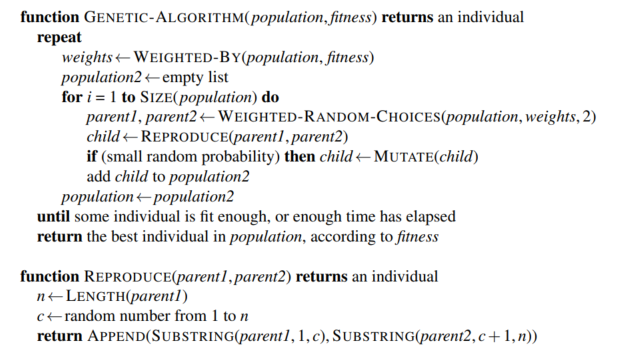 function GENETIC-ALGORITHM(population, fitness) returns an individual
repeat
weights←WEIGHTED-BY(population, fitness)
population2←empty list
for i = 1 to SIZE(population) do
parent1, parent2←WEIGHTED-RANDOM-CHOICES(population, weights, 2)
child←REPRODUCE(parent1, parent2)
if (small random probability) then child←MUTATE(child)
add child to population2
population←population2
until some individual is fit enough, or enough time has elapsed
return the best individual in population, according to fitness
function REPRODUCE(parent1, parent2) returns an individual
n←LENGTH(parent1)
c←random number from 1 to n
return APPEND(SUBSTRING(parent1, 1, c), SUBSTRING(parent2, c + 1, n))